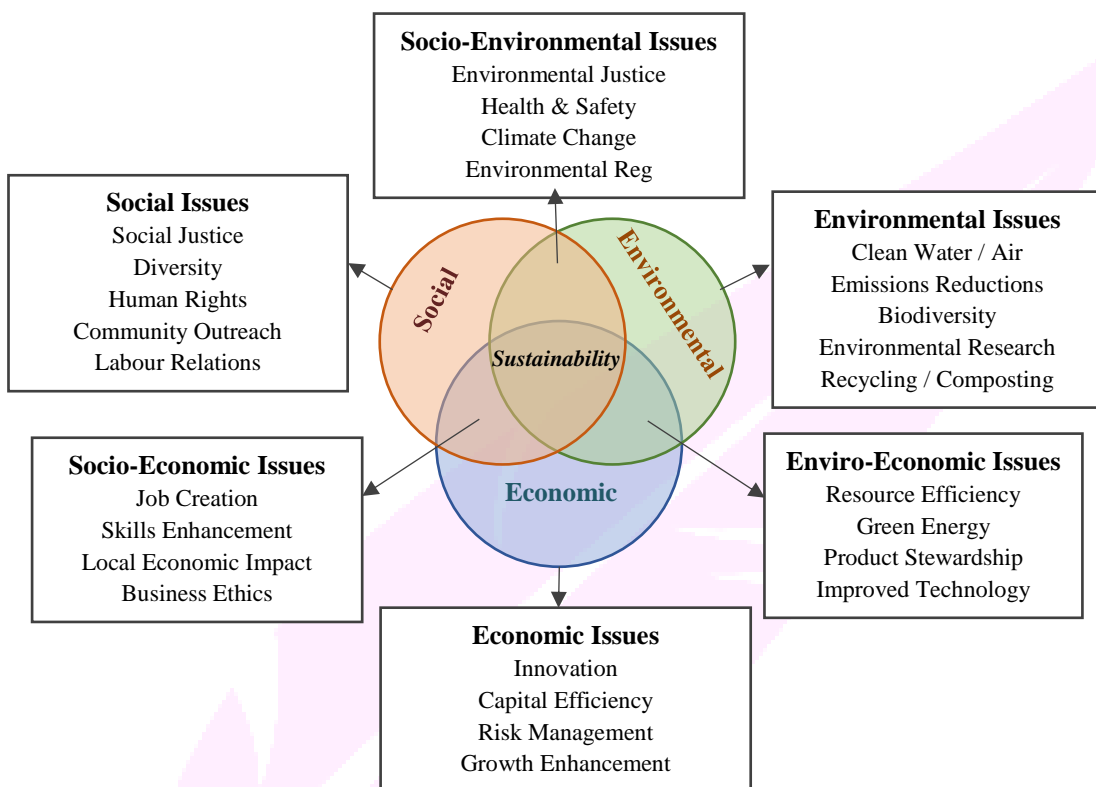 Socio-Environmental Issues
Environmental Justice
Health & Safety
Climate Change
Environmental Reg
Social Issues
Social Justice
Diversity
Human Rights
Community Outreach
Labour Relations
Environmental Issues
Clean Water / Air
Emissions Reductions
Biodiversity
Environmental Research
Recycling / Composting
Social
Environmental
Sustainability
Economic
Socio-Economic Issues
Job Creation
Skills Enhancement
Local Economic Impact
Business Ethics
Enviro-Economic Issues
Resource Efficiency
Green Energy
Product Stewardship
Improved Technology
Economic Issues
Innovation
Capital Efficiency
Risk Management
Growth Enhancement